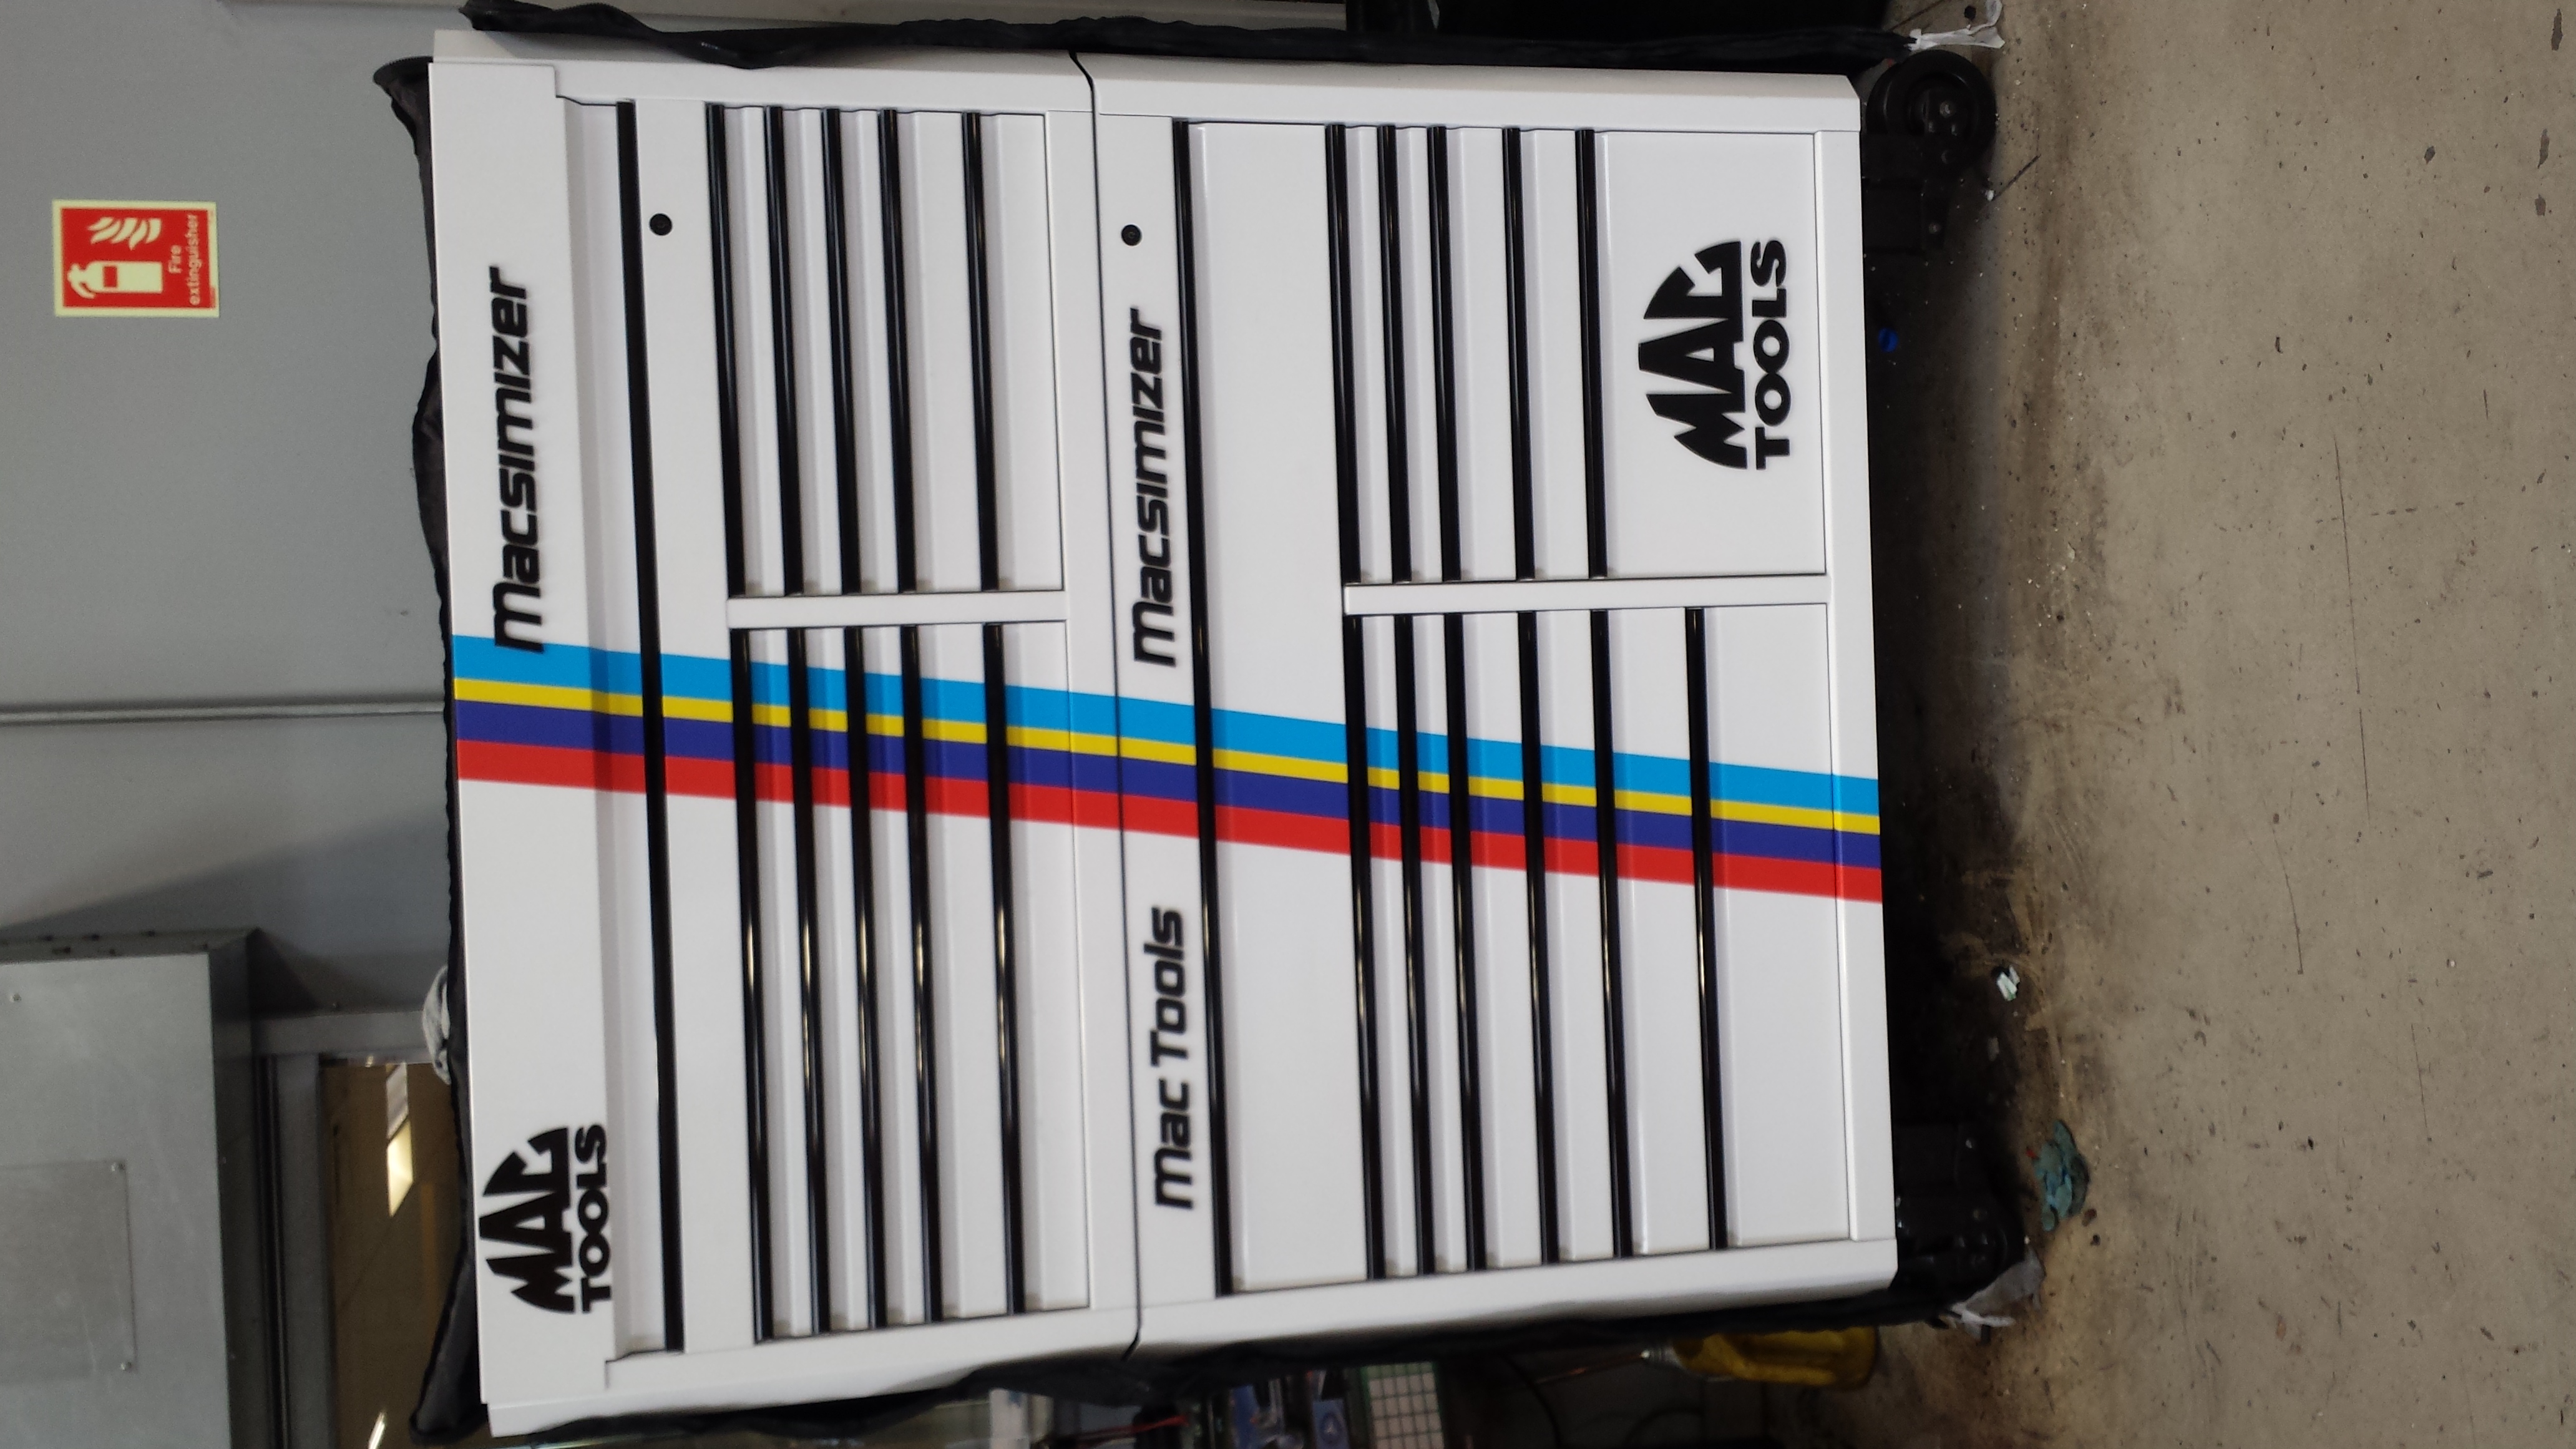 Fire
extinguisher
MAC
TOOLS
macsimizer
mac Tools
macsimizer
MAC
TOOLS